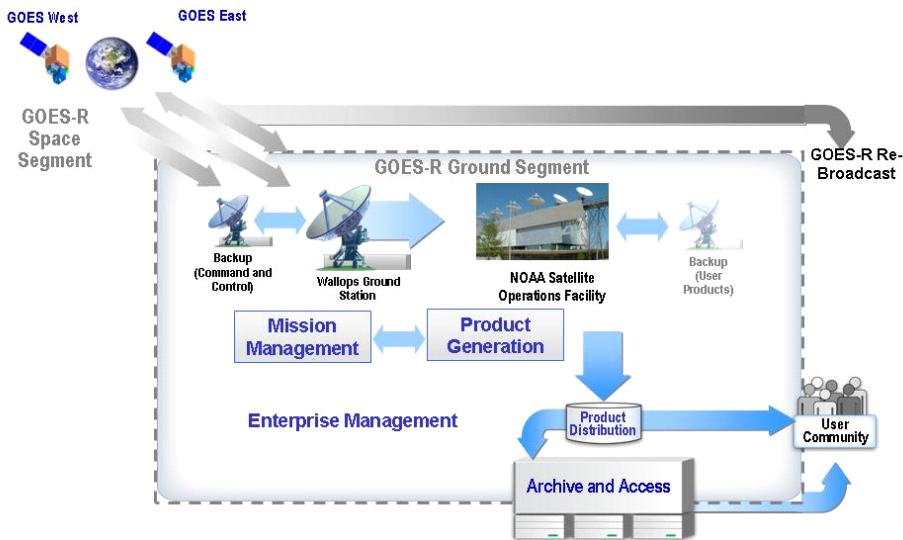 GOES West
GOES East
GOES-R
Space
Segment
GOES-R Re-
Broadcast
GOES-R Ground Segment
Backup
(Command and
Control)
Wallops Ground
Station
NOAA Satellite
Operations Facility
Backup
(User
Products)
Mission
Management
Product
Generation
Enterprise Management
Product
Distribution
User
Community
Archive and Access